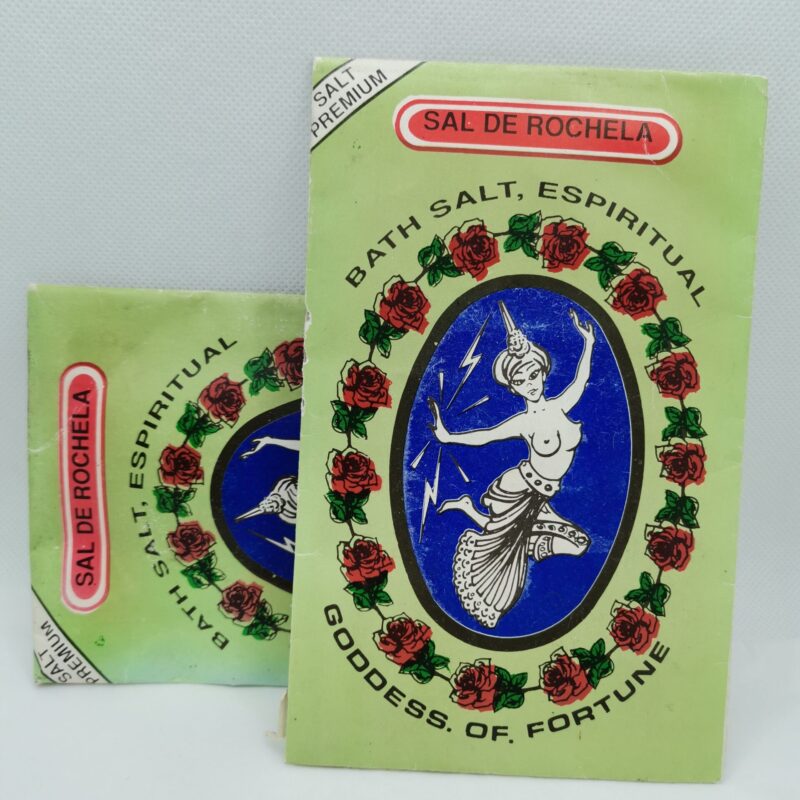 SALT
PREMIUM
SAL DE ROCHELA
BATH SALT, ESPIRITUAL
GODDESS. OF. FORTUNE
SAL DE ROCHELA
BATH SALT, ESPIRITUAL
SALT
PREMIUM